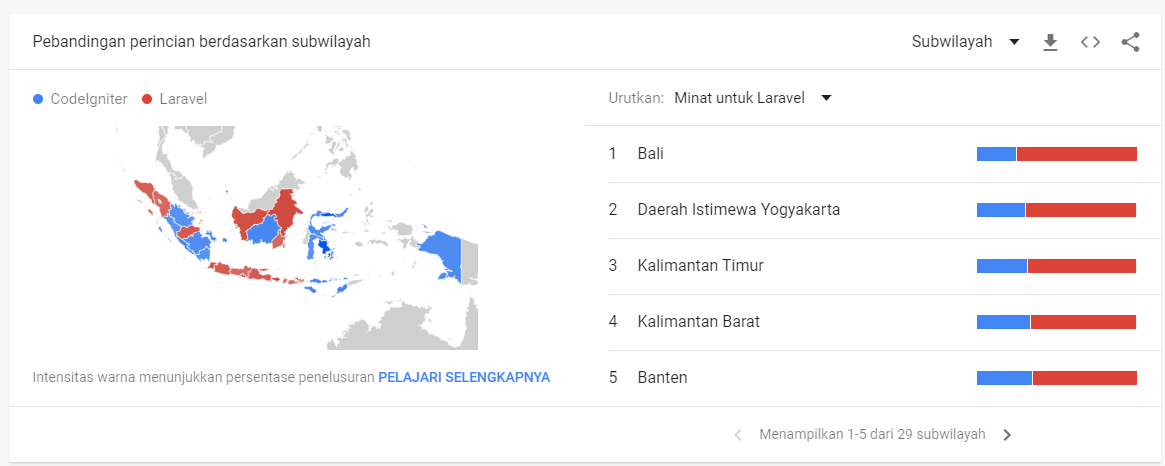 Pebandingan perincian berdasarkan subwilayah
Subwilayah
CodeIgniter Laravel
Urutkan: Minat untuk Laravel
1 Bali
2 Daerah Istimewa Yogyakarta
3 Kalimantan Timur
4 Kalimantan Barat
5 Banten
Intensitas warna menunjukkan persentase penelusuran PELAJARI SELENGKAPNYA
Menampilkan 1-5 dari 29 subwilayah